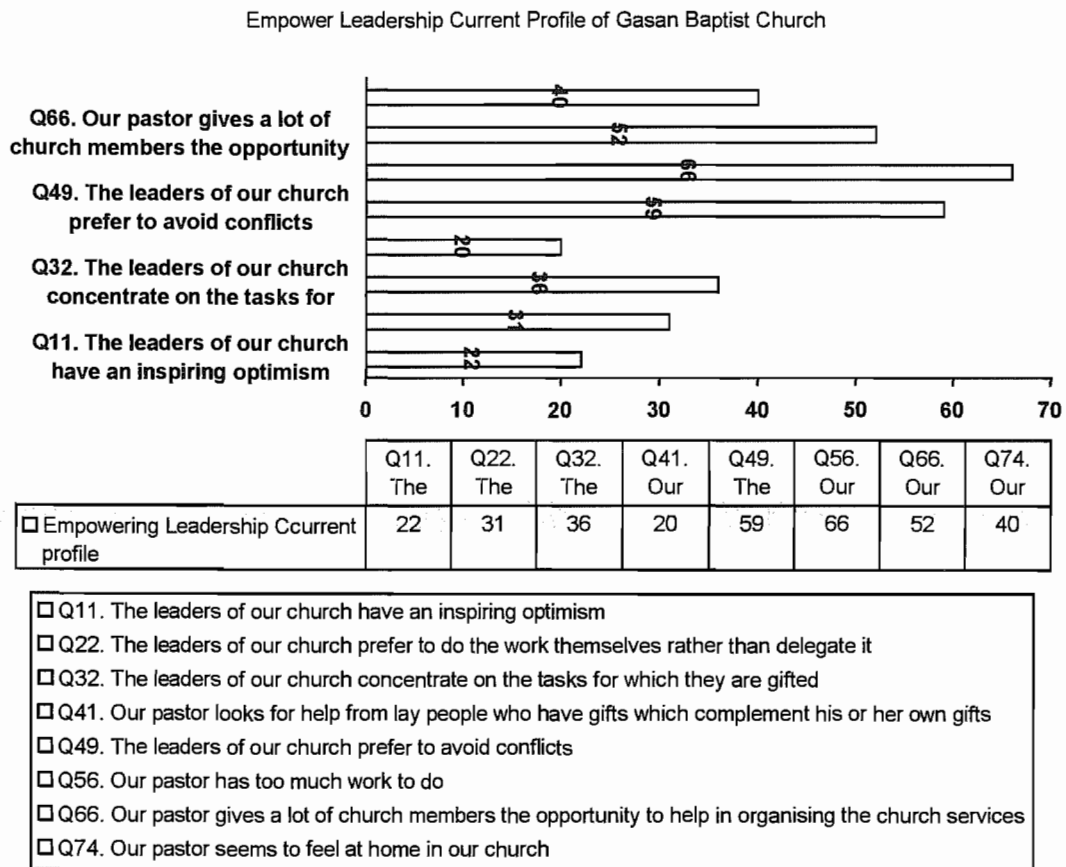 Empower Leadership Current Profile of Gasan Baptist Church
40
Q66. Our pastor gives a lot of
church members the opportunity
52
66
Q49. The leaders of our church
prefer to avoid conflicts
59
20
Q32. The leaders of our church
concentrate on the tasks for
36
31
Q11. The leaders of our church
have an inspiring optimism
22
0 10 20 30 40 50 60 70
Q11. The Q22. The Q32. The Q41. Our Q49. The Q56. Our Q66. Our Q74. Our
Empowering Leadership Ccurrent
profile
22 31 36 20 59 66 52 40
Q11. The leaders of our church have an inspiring optimism
Q22. The leaders of our church prefer to do the work themselves rather than delegate it
Q32. The leaders of our church concentrate on the tasks for which they are gifted
Q41. Our pastor looks for help from lay people who have gifts which complement his or her own gifts
Q49. The leaders of our church prefer to avoid conflicts
Q56. Our pastor has too much work to do
Q66. Our pastor gives a lot of church members the opportunity to help in organising the church services
Q74. Our pastor seems to feel at home in our church